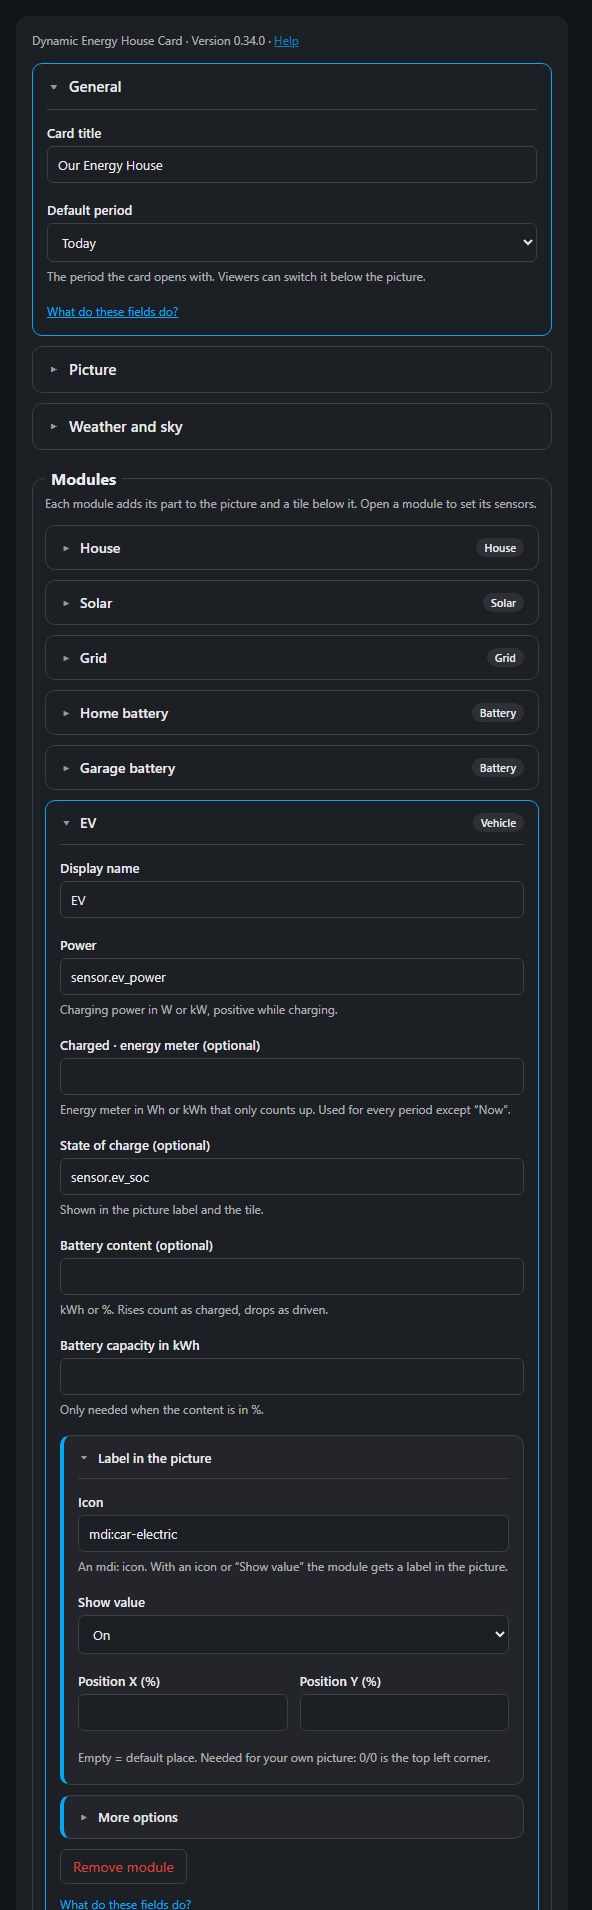 Dynamic Energy House Card · Version 0.34.0 · Help
General
Card title
Our Energy House
Default period
Today
The period the card opens with. Viewers can switch it below the picture.
What do these fields do?
Picture
Weather and sky
Modules
Each module adds its part to the picture and a tile below it. Open a module to set its sensors.
House House
Solar Solar
Grid Grid
Home battery Battery
Garage battery Battery
EV Vehicle
Display name
EV
Power
sensor.ev_power
Charging power in W or kW, positive while charging.
Charged · energy meter (optional)
Energy meter in Wh or kWh that only counts up. Used for every period except “Now”.
State of charge (optional)
sensor.ev_soc
Shown in the picture label and the tile.
Battery content (optional)
kWh or %. Rises count as charged, drops as driven.
Battery capacity in kWh
Only needed when the content is in %.
Label in the picture
Icon
mdi:car-electric
An mdi: icon. With an icon or “Show value” the module gets a label in the picture.
Show value
On
Position X (%) Position Y (%)
Empty = default place. Needed for your own picture: 0/0 is the top left corner.
More options
Remove module
What do these fields do?